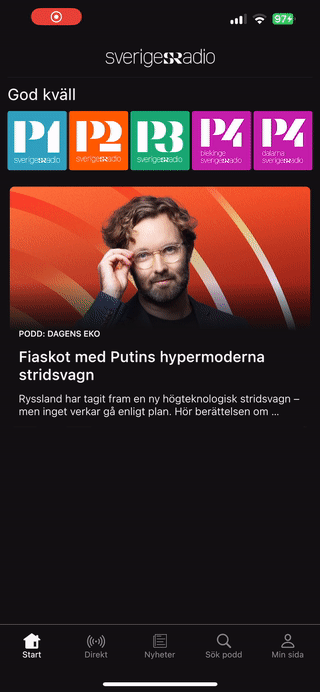 97+
sverigesradio
God kväll
P1
sverigesradio
P2
sverigesradio
P3
sverigesradio
P4
blekinge
sverigesradio
P4
dalarna
sverigesradio
PODD: DAGENS EKO
Fiaskot med Putins hypermoderna
stridsvagn
Ryssland har tagit fram en ny högteknologisk stridsvagn –
men inget verkar gå enligt plan. Hör berättelsen om ...
Start
Direkt
Nyheter
Sök podd
Min sida